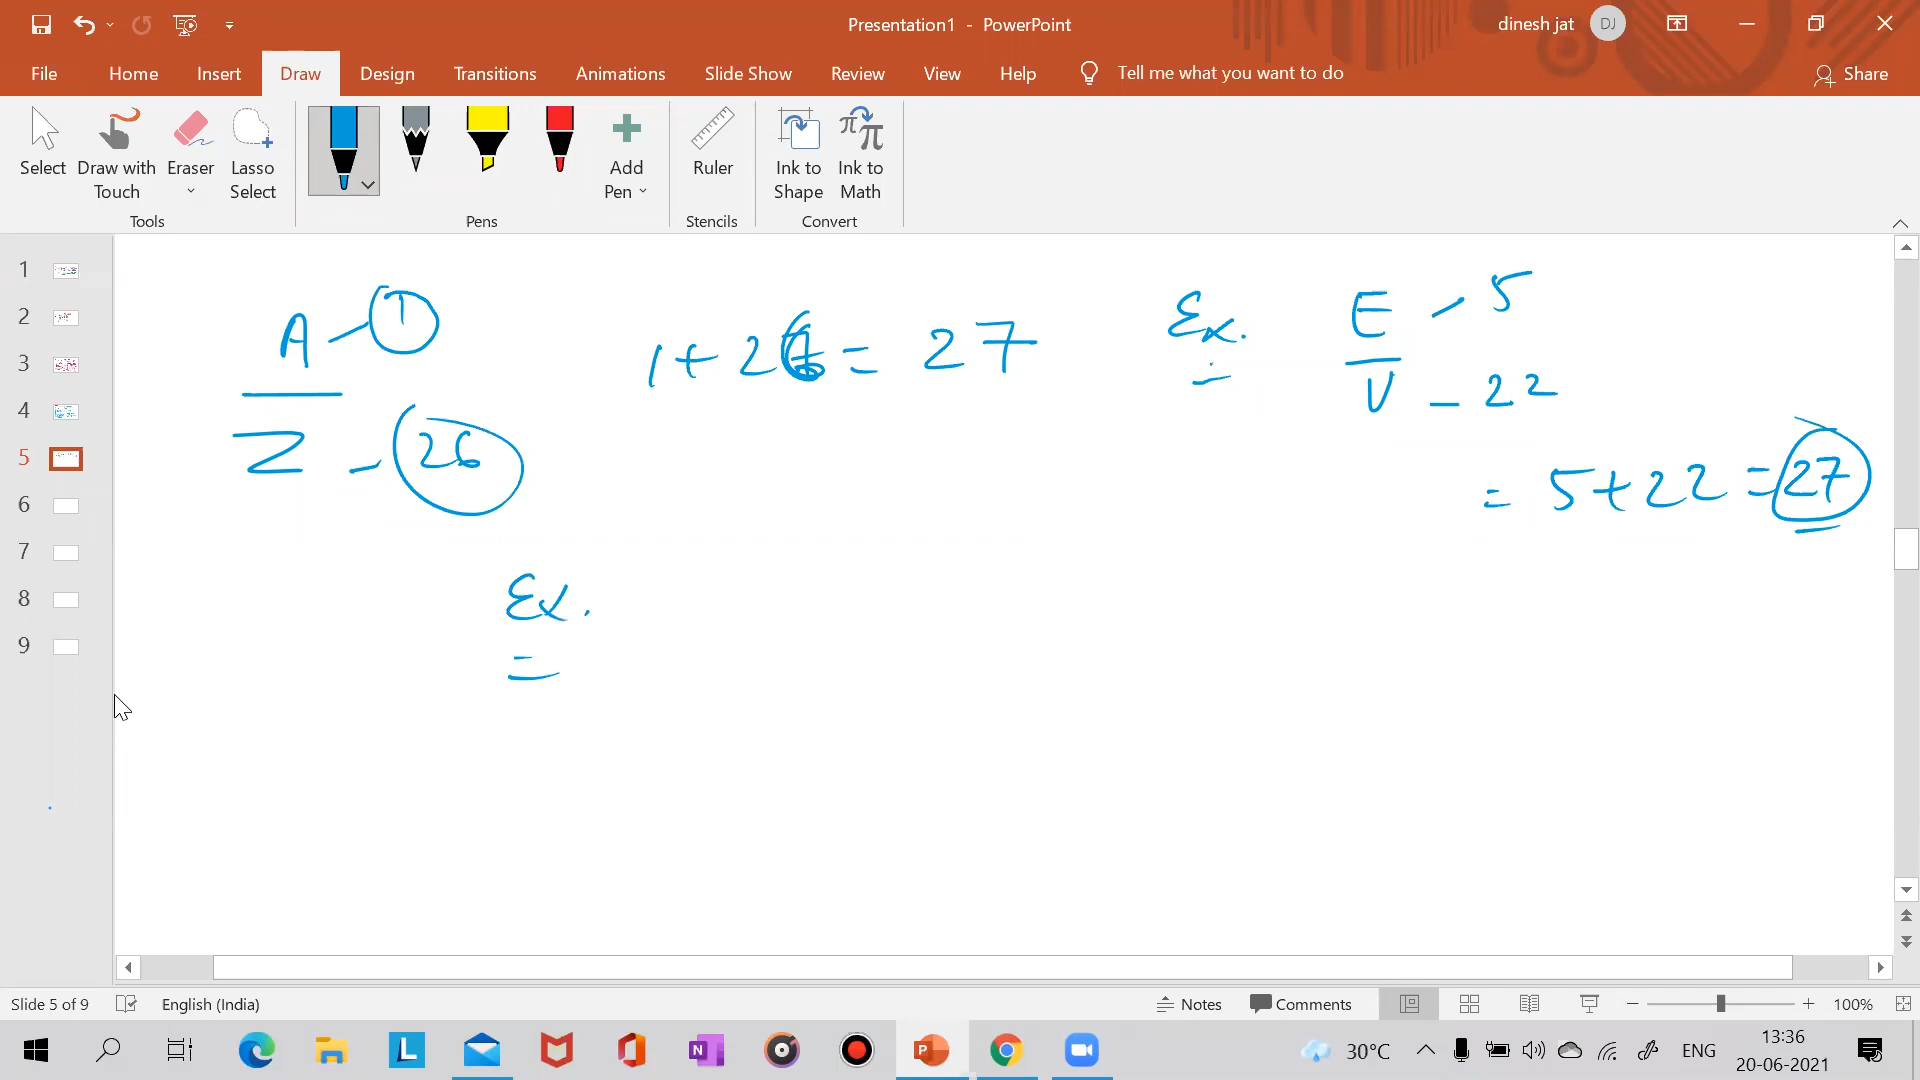 Presentation1 - PowerPoint
dinesh jat
DJ
File
Home
Insert
Draw
Design
Transitions
Animations
Slide Show
Review
View
Help
Tell me what you want to do
Share
Select
Draw with Touch
Eraser
Lasso Select
Add Pen
Ruler
Ink to Shape
Ink to Math
Tools
Pens
Stencils
Convert
1
2
3
4
5
6
7
8
9
A - 1
Z - 26
1 + 26 = 27
Ex.
E - 5
V - 22
= 5 + 22 = 27
Ex.
Slide 5 of 9
English (India)
Notes
Comments
100%
30°C
ENG
13:36
20-06-2021